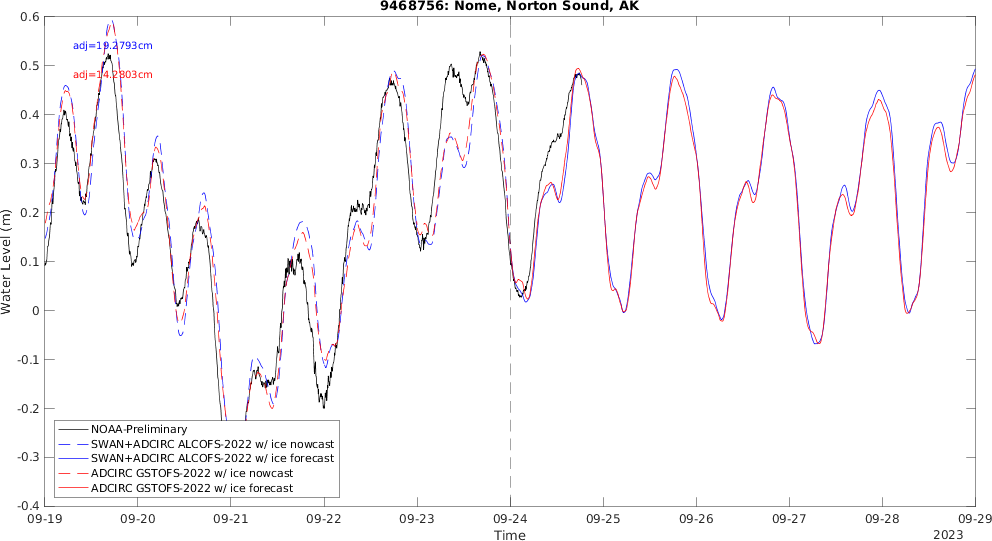 9468756: Nome, Norton Sound, AK
0.6
adj=19.2793cm
adj=14.2803cm
0.5
0.4
0.3
0.2
0.1
0
-0.1
-0.2
-0.3
-0.4
Water Level (m)
NOAA-Preliminary
SWAN+ADCIRC ALCOFS-2022 w/ ice nowcast
SWAN+ADCIRC ALCOFS-2022 w/ ice forecast
ADCIRC GSTOFS-2022 w/ ice nowcast
ADCIRC GSTOFS-2022 w/ ice forecast
09-19 09-20 09-21 09-22 09-23 09-24 09-25 09-26 09-27 09-28 09-29
Time
2023